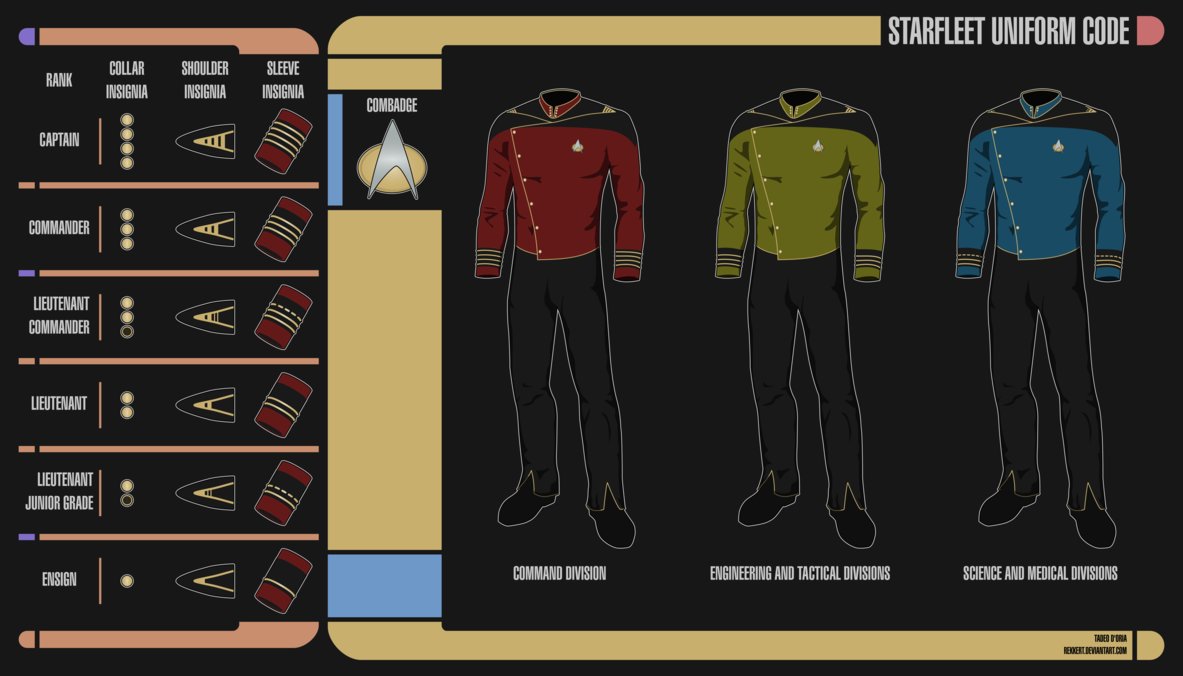 STARFLEET UNIFORM CODE
RANK
COLLAR
INSIGNIA
SHOULDER
INSIGNIA
SLEEVE
INSIGNIA
CAPTAIN
COMMANDER
LIEUTENANT
COMMANDER
LIEUTENANT
LIEUTENANT
JUNIOR GRADE
ENSIGN
COMBADGE
COMMAND DIVISION
ENGINEERING AND TACTICAL DIVISIONS
SCIENCE AND MEDICAL DIVISIONS
TADEO D'ORIA
REKKERT.DEVIANTART.COM